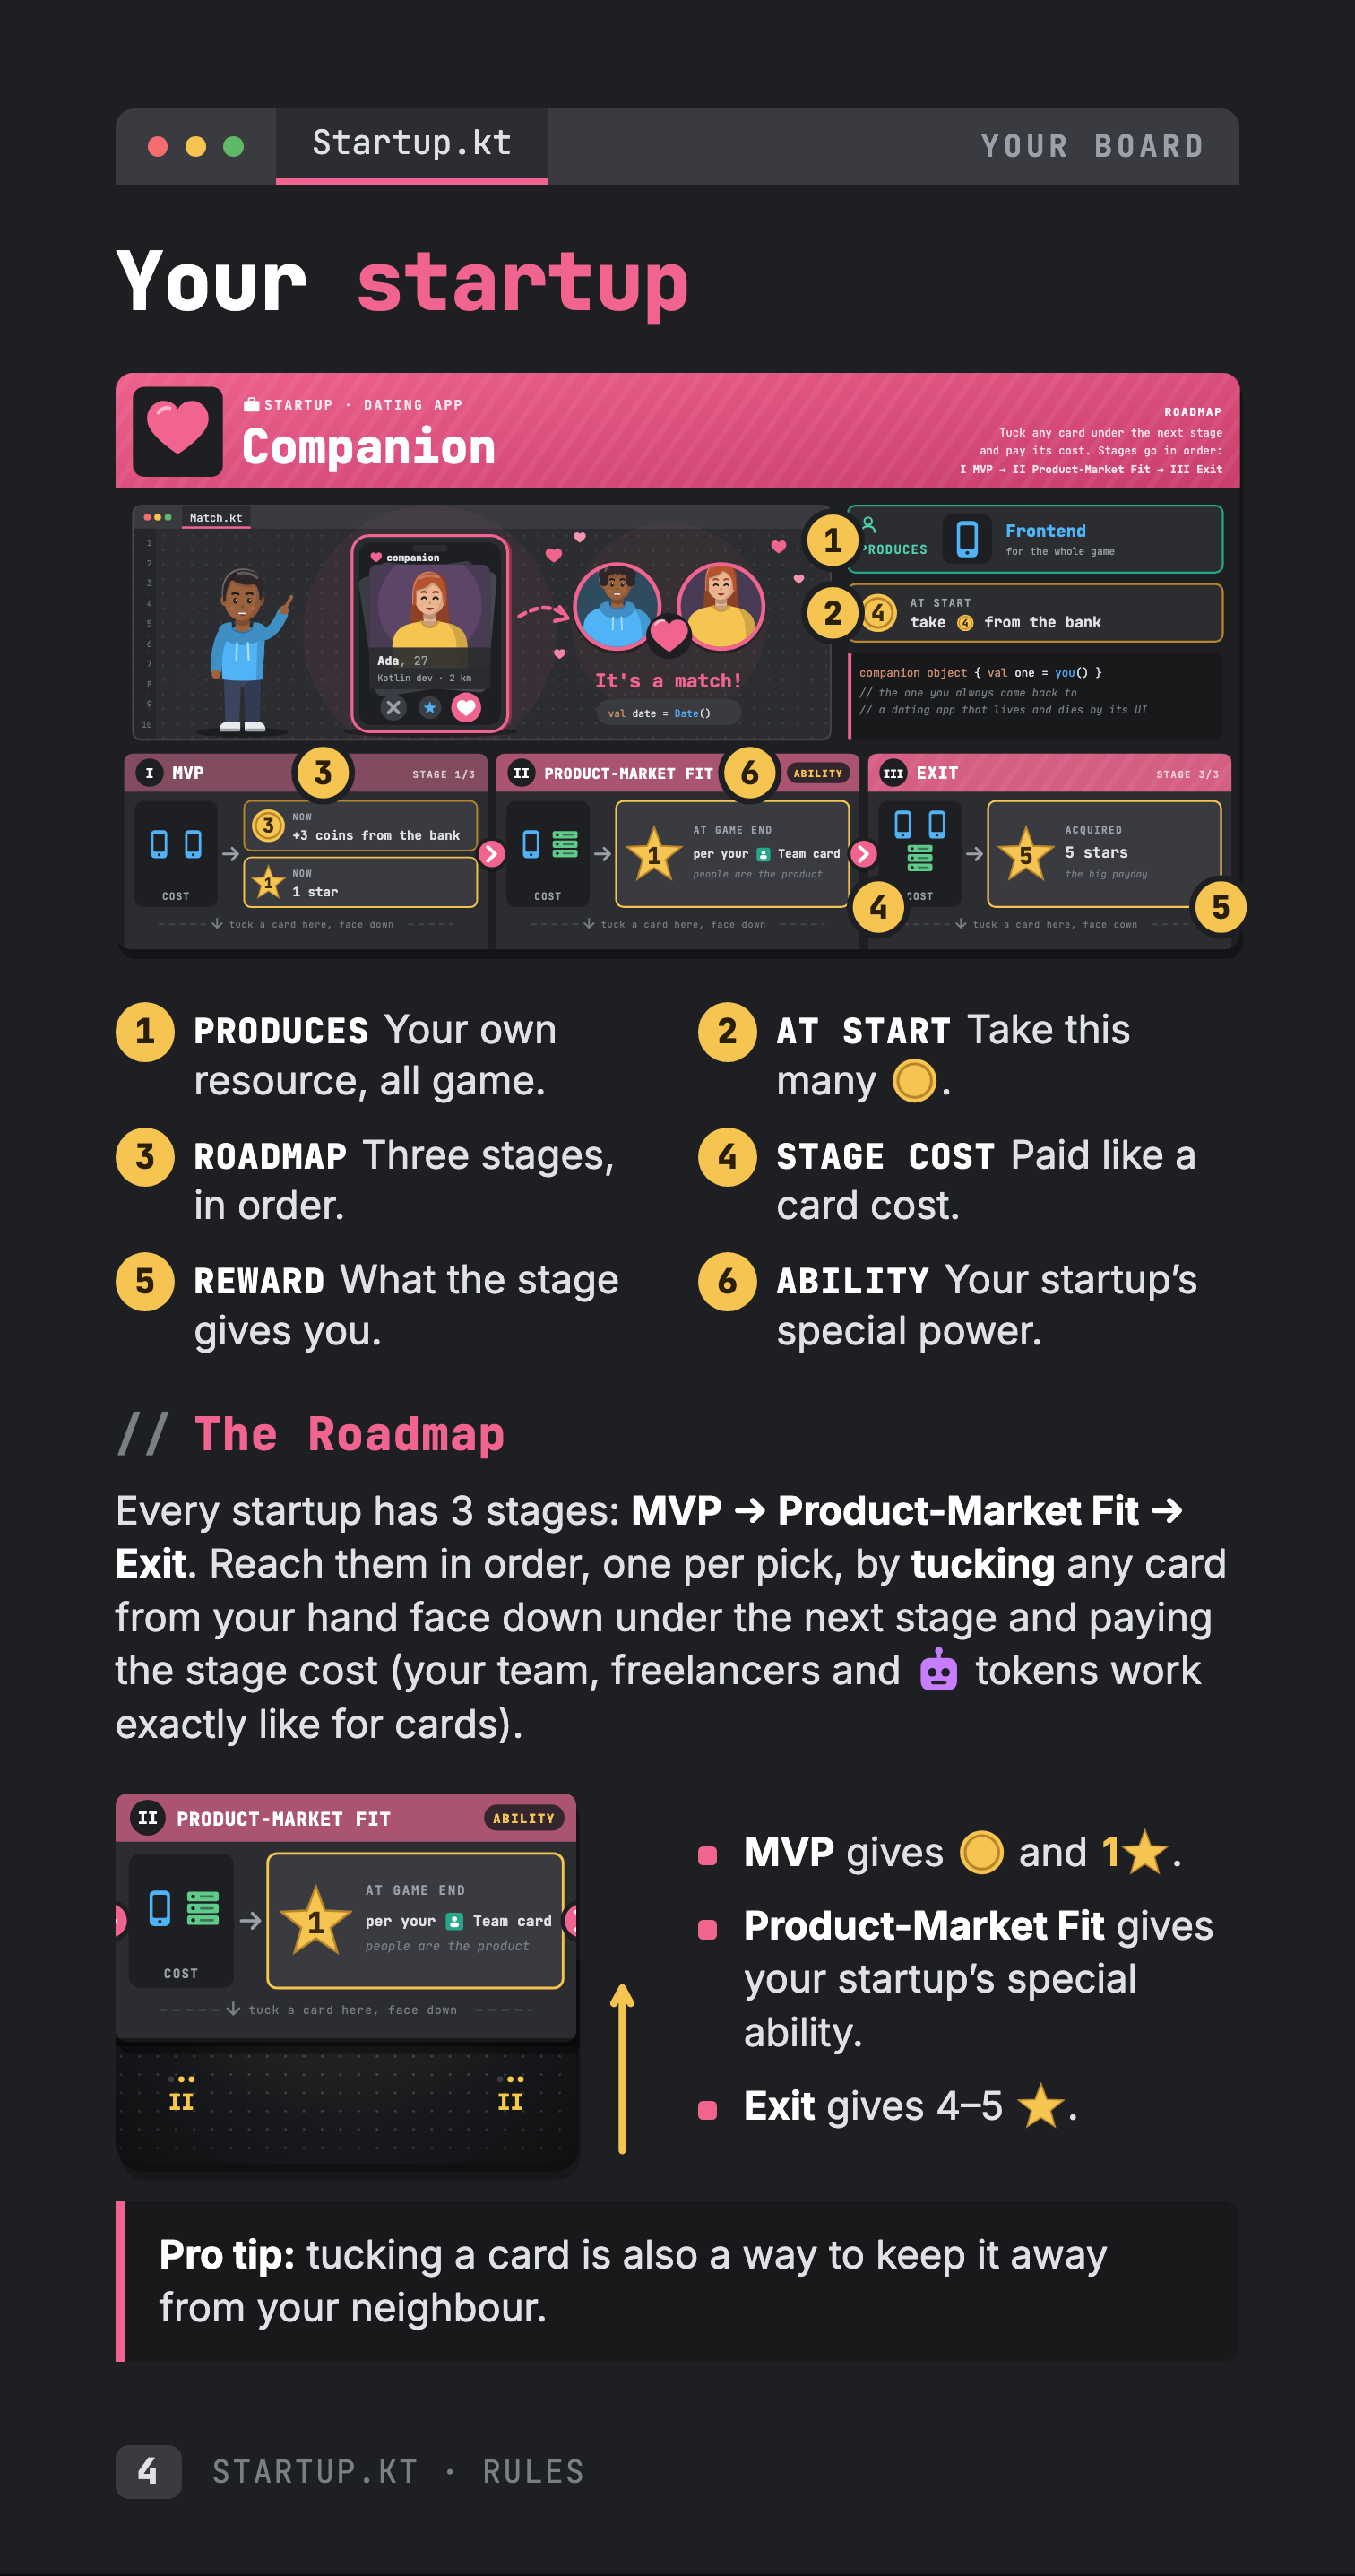 Startup.kt
YOUR BOARD
Your startup
STARTUP · DATING APP
Companion
ROADMAP
Tuck any card under the next stage
and pay its cost. Stages go in order:
I MVP → II Product-Market Fit → III Exit
Match.kt
1
2
3
4
5
6
7
8
9
10
companion
Ada, 27
Kotlin dev · 2 km
It's a match!
val date = Date()
1
PRODUCES
Frontend
for the whole game
2
4
AT START
take 4 from the bank
companion object { val one = you() }
// the one you always come back to
// a dating app that lives and dies by its UI
I MVP
3
STAGE 1/3
COST
3
NOW
+3 coins from the bank
1
NOW
1 star
tuck a card here, face down
II PRODUCT-MARKET FIT
6
ABILITY
COST
1
AT GAME END
per your Team card
people are the product
tuck a card here, face down
III EXIT
STAGE 3/3
4
COST
5
ACQUIRED
5 stars
the big payday
5
tuck a card here, face down
1 PRODUCES Your own
resource, all game.
2 AT START Take this
many .
3 ROADMAP Three stages,
in order.
4 STAGE COST Paid like a
card cost.
5 REWARD What the stage
gives you.
6 ABILITY Your startup's
special power.
// The Roadmap
Every startup has 3 stages: MVP → Product-Market Fit →
Exit. Reach them in order, one per pick, by tucking any card
from your hand face down under the next stage and paying
the stage cost (your team, freelancers and tokens work
exactly like for cards).
II PRODUCT-MARKET FIT
ABILITY
COST
1
AT GAME END
per your Team card
people are the product
tuck a card here, face down
II
II
MVP gives and 1 .
Product-Market Fit gives
your startup's special
ability.
Exit gives 4–5 .
Pro tip: tucking a card is also a way to keep it away
from your neighbour.
4 STARTUP.KT · RULES